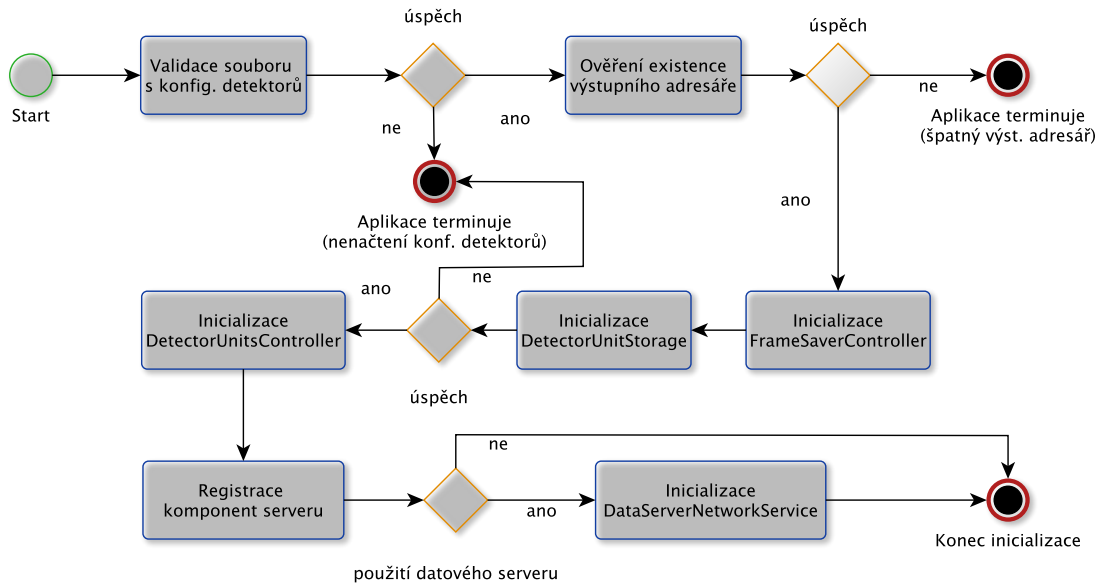 úspěch
úspěch
Validace souboru
s konfig. detektorů
Ověření existence
výstupního adresáře
Start
ne
ano
ne
Aplikace terminuje
(špatný výst. adresář)
Aplikace terminuje
(nenačtení konf. detektorů)
ano
ne
ano
Inicializace
DetectorUnitsController
Inicializace
DetectorUnitStorage
Inicializace
FrameSaverController
úspěch
ne
Registrace
komponent serveru
ano
Inicializace
DataServerNetworkService
Konec inicializace
použití datového serveru